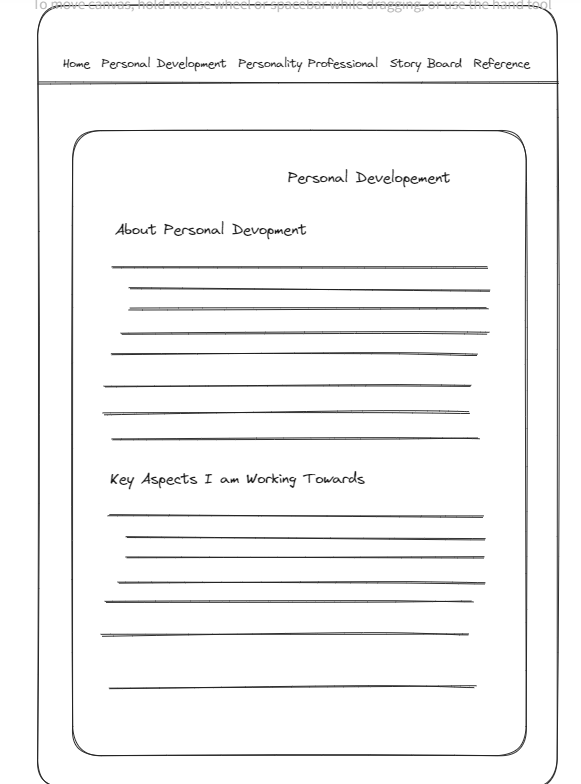 To move canvas, hold mouse wheel or spacebar while dragging, or use the hand tool
Home Personal Development Personality Professional Story Board Reference
Personal Developement
About Personal Devopment
Key Aspects I am Working Towards